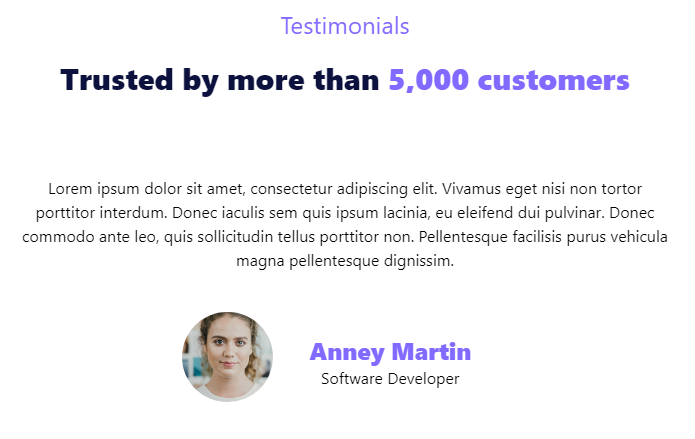 Testimonials
Trusted by more than 5,000 customers
Lorem ipsum dolor sit amet, consectetur adipiscing elit. Vivamus eget nisi non tortor
porttitor interdum. Donec iaculis sem quis ipsum lacinia, eu eleifend dui pulvinar. Donec
commodo ante leo, quis sollicitudin tellus porttitor non. Pellentesque facilisis purus vehicula
magna pellentesque dignissim.
Anney Martin
Software Developer